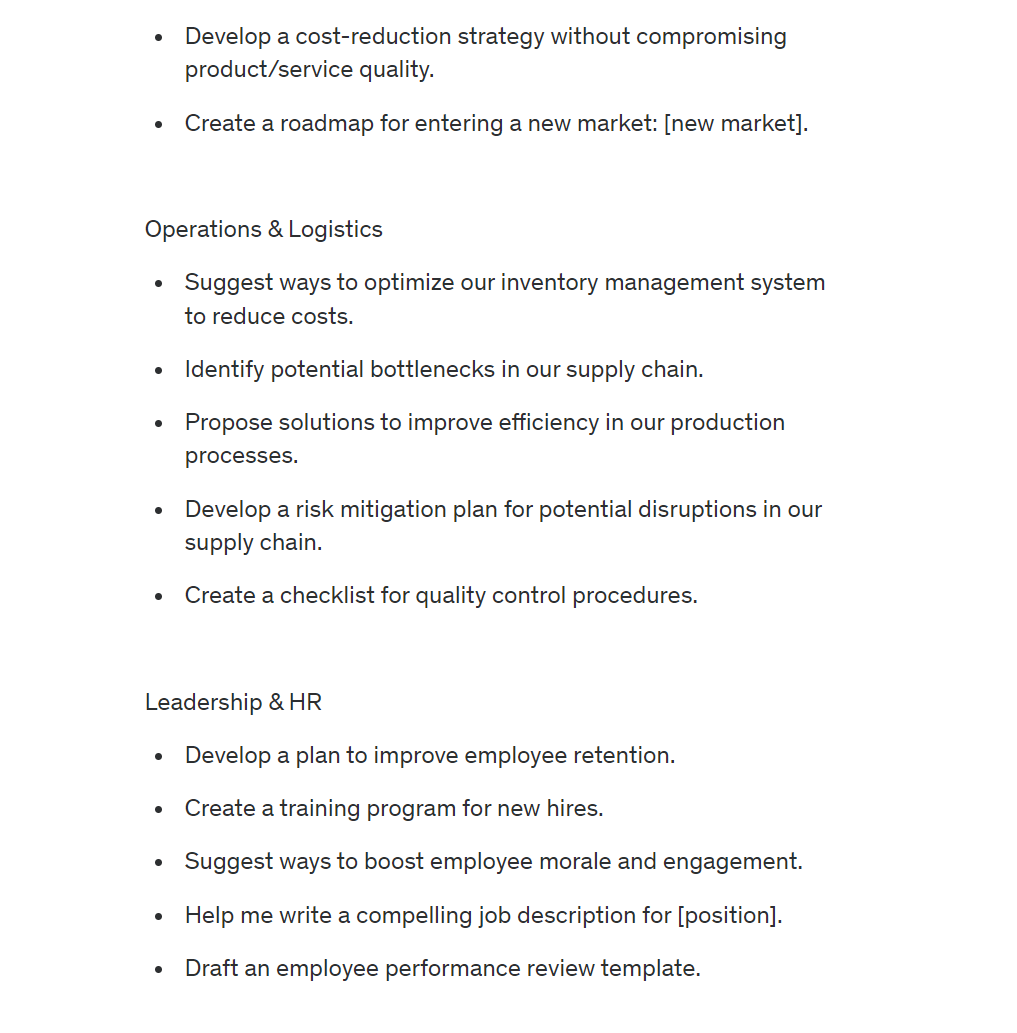 • Develop a cost-reduction strategy without compromising
product/service quality.
• Create a roadmap for entering a new market: [new market].
Operations & Logistics
• Suggest ways to optimize our inventory management system
to reduce costs.
• Identify potential bottlenecks in our supply chain.
• Propose solutions to improve efficiency in our production
processes.
• Develop a risk mitigation plan for potential disruptions in our
supply chain.
• Create a checklist for quality control procedures.
Leadership & HR
• Develop a plan to improve employee retention.
• Create a training program for new hires.
• Suggest ways to boost employee morale and engagement.
• Help me write a compelling job description for [position].
• Draft an employee performance review template.